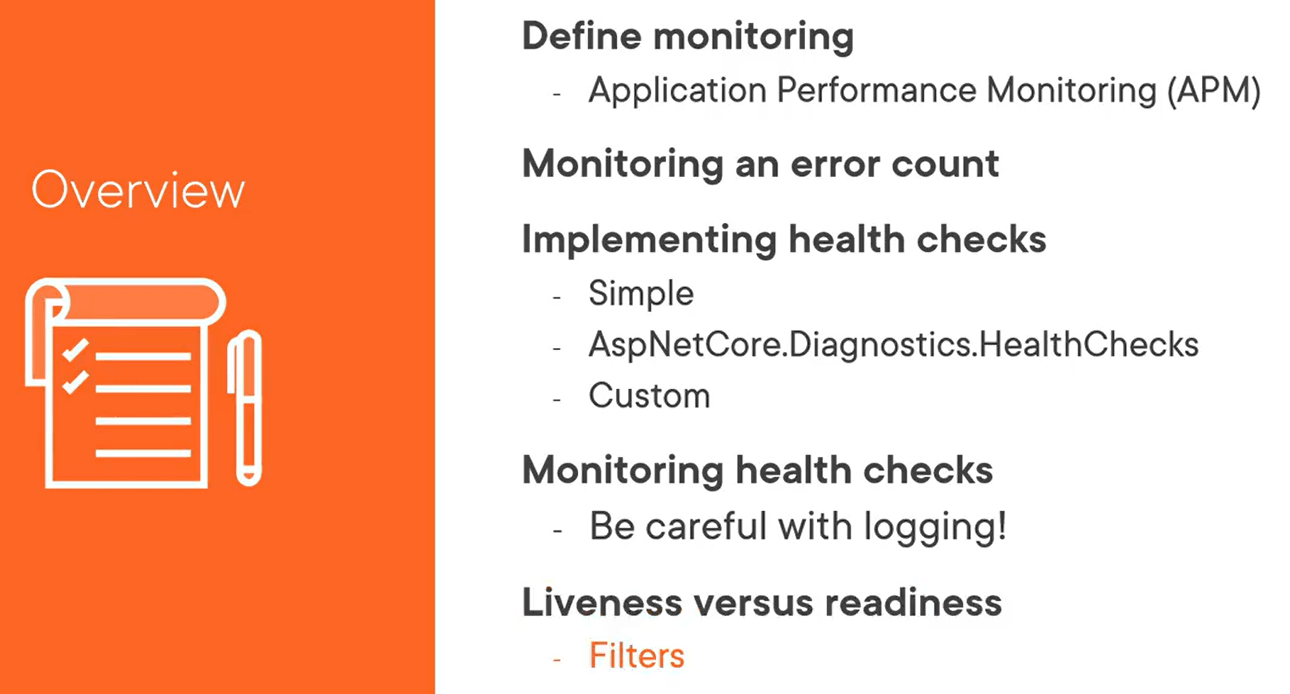 Overview
Define monitoring
- Application Performance Monitoring (APM)
Monitoring an error count
Implementing health checks
- Simple
- AspNetCore.Diagnostics.HealthChecks
- Custom
Monitoring health checks
- Be careful with logging!
Liveness versus readiness
- Filters